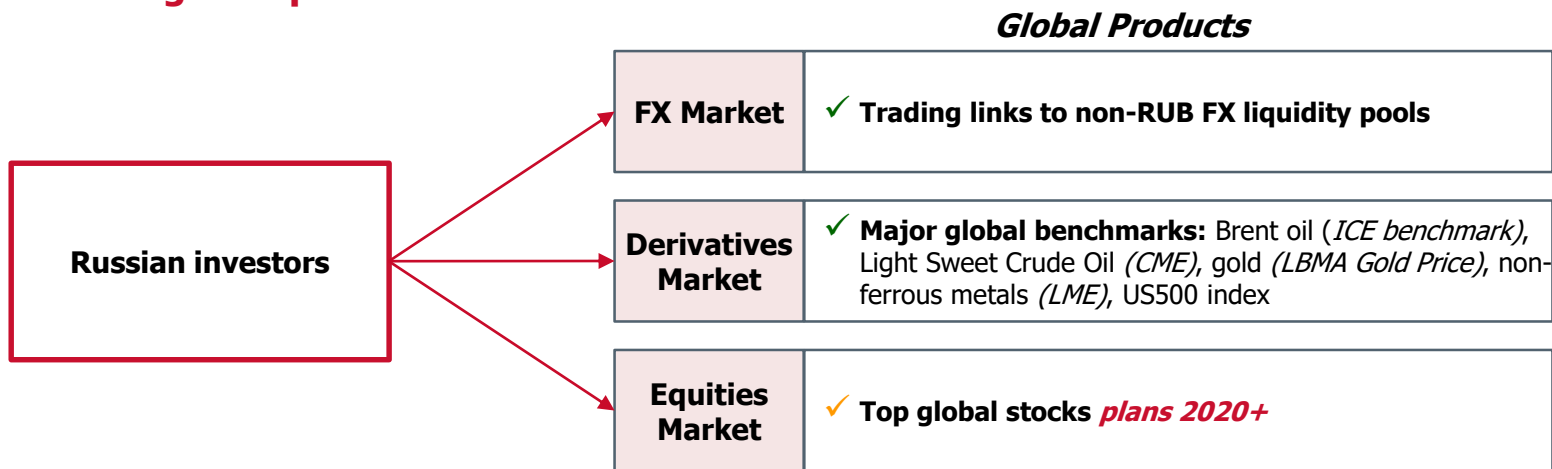 Global Products
FX Market
✓ Trading links to non-RUB FX liquidity pools
Russian investors
Derivatives
Market
✓ Major global benchmarks: Brent oil (ICE benchmark),
Light Sweet Crude Oil (CME), gold (LBMA Gold Price), non-
ferrous metals (LME), US500 index
Equities
Market
✓ Top global stocks plans 2020+